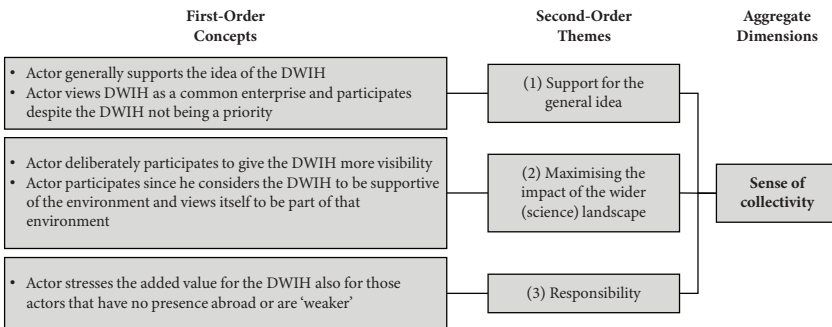 First-Order
Concepts
Second-Order
Themes
Aggregate
Dimensions
• Actor generally supports the idea of the DWIH
• Actor views DWIH as a common enterprise and participates
despite the DWIH not being a priority
(1) Support for the
general idea
• Actor deliberately participates to give the DWIH more visibility
• Actor participates since he considers the DWIH to be supportive
of the environment and views itself to be part of that
environment
(2) Maximising the
impact of the wider
(science) landscape
Sense of
collectivity
• Actor stresses the added value for the DWIH also for those
actors that have no presence abroad or are ‘weaker’
(3) Responsibility